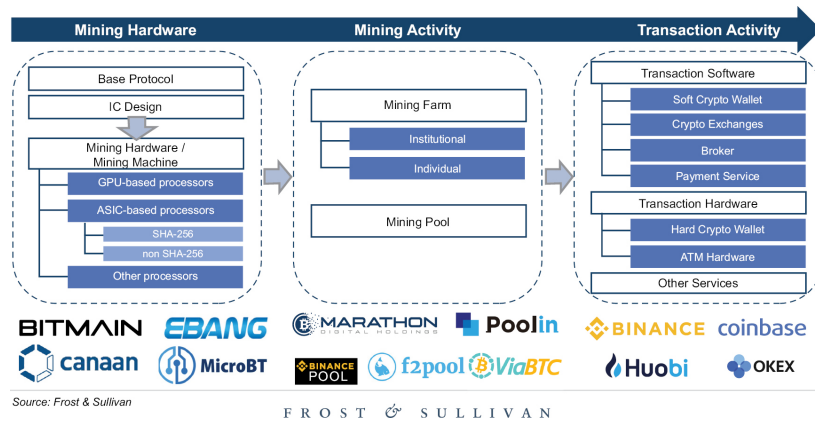 Mining Hardware
Mining Activity
Transaction Activity
Base Protocol
IC Design
Mining Hardware /
Mining Machine
GPU-based processors
ASIC-based processors
SHA-256
non SHA-256
Other processors
Mining Farm
Institutional
Individual
Mining Pool
Transaction Software
Soft Crypto Wallet
Crypto Exchanges
Broker
Payment Service
Transaction Hardware
Hard Crypto Wallet
ATM Hardware
Other Services
BITMAIN
EBANG
canaan
MicroBT
MARATHON
DIGITAL HOLDINGS
Poolin
BINANCE
POOL
f2pool
ViaBTC
BINANCE
coinbase
Huobi
OKEX
Source: Frost & Sullivan
FROST & SULLIVAN